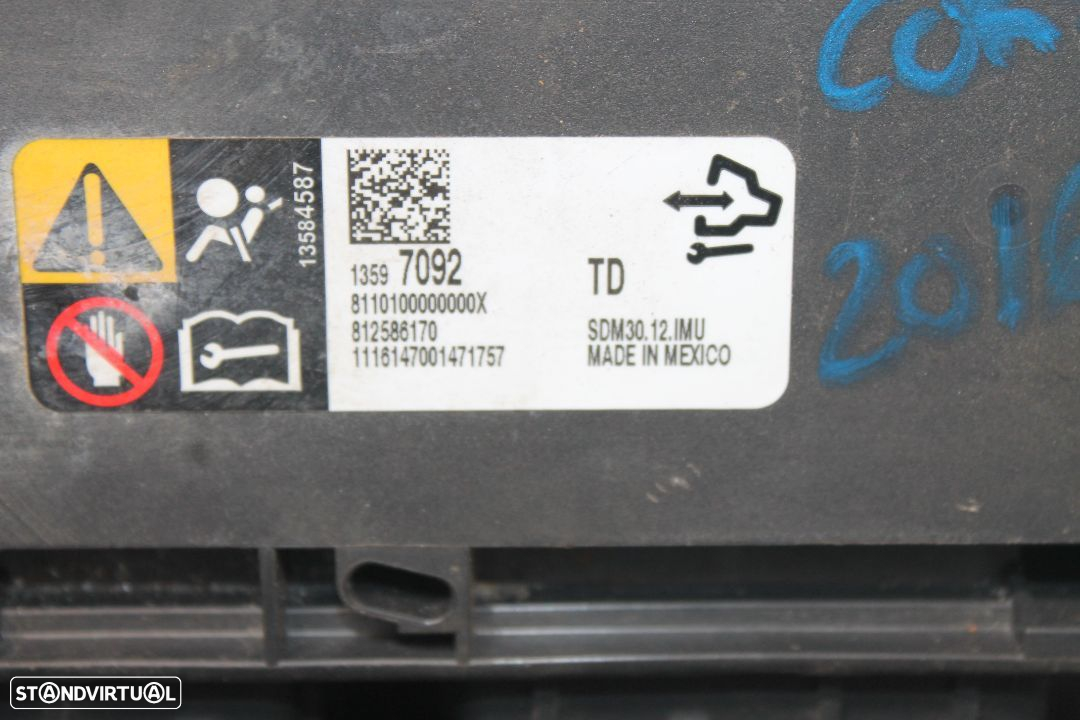 2016
13584587
1359 7092
TD
8110100000000X
812586170
SDM30.12.IMU
1116147001471757
MADE IN MEXICO
STANDVIRTUAL